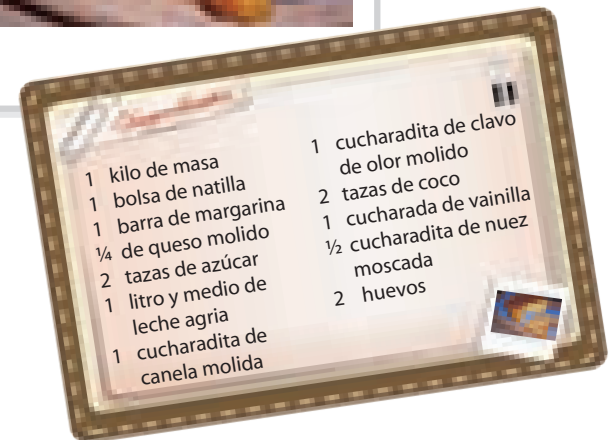 1 kilo de masa
1 bolsa de natilla
1 barra de margarina
¼ de queso molido
2 tazas de azúcar
1 litro y medio de
leche agria
1 cucharadita de
canela molida
1 cucharadita de clavo
de olor molido
2 tazas de coco
1 cucharada de vainilla
½ cucharadita de nuez
moscada
2 huevos